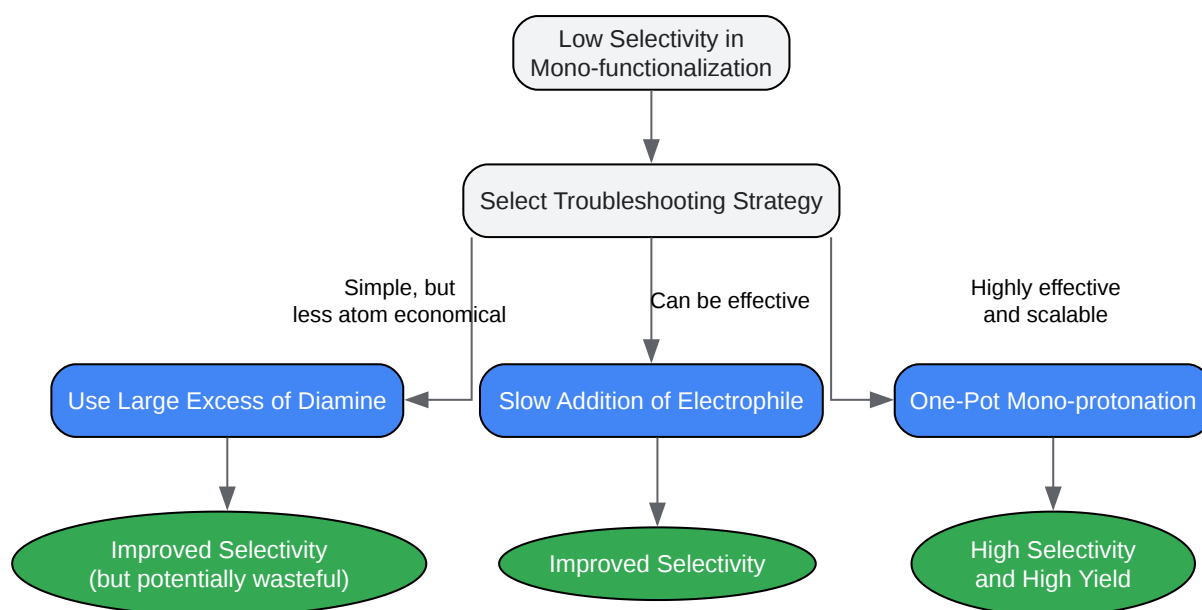 Low Selectivity in
Mono-functionalization
Select Troubleshooting Strategy
Simple, but
less atom economical
Can be effective
Highly effective
and scalable
Use Large Excess of Diamine
Slow Addition of Electrophile
One-Pot Mono-protonation
Improved Selectivity
(but potentially wasteful)
Improved Selectivity
High Selectivity
and High Yield